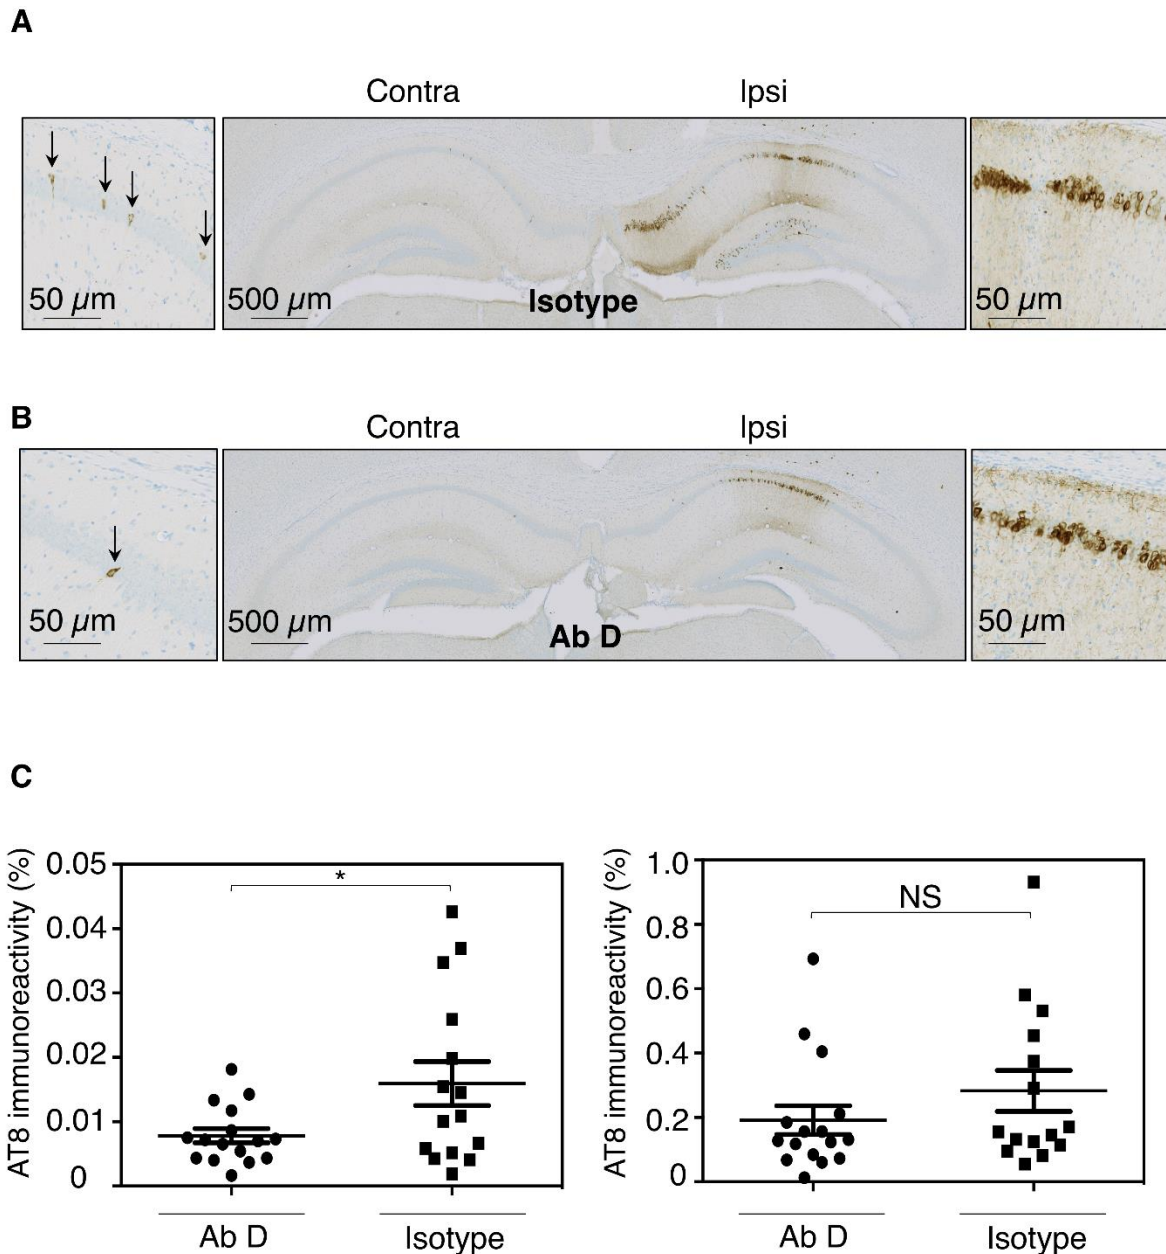 A
Contra Ipsi
50 µm 500 µm Isotype 50 µm
B
Contra Ipsi
50 µm 500 µm Ab D 50 µm
C
AT8 immunoreactivity (%)
0.05
0.04
0.03
0.02
0.01
0
*
Ab D Isotype
AT8 immunoreactivity (%)
1.0
0.8
0.6
0.4
0.2
0
NS
Ab D Isotype